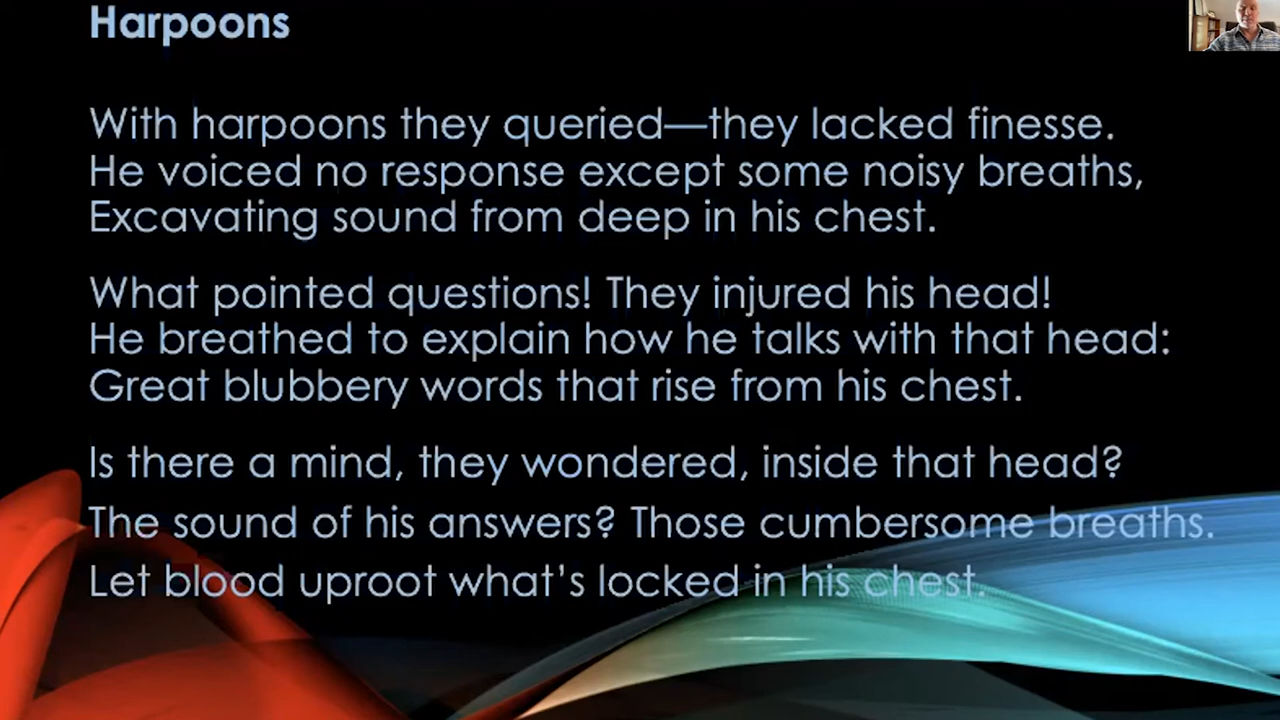 Harpoons
With harpoons they queried—they lacked finesse.
He voiced no response except some noisy breaths,
Excavating sound from deep in his chest.
What pointed questions! They injured his head!
He breathed to explain how he talks with that head:
Great blubbery words that rise from his chest.
Is there a mind, they wondered, inside that head?
The sound of his answers? Those cumbersome breaths.
Let blood uproot what's locked in his chest.